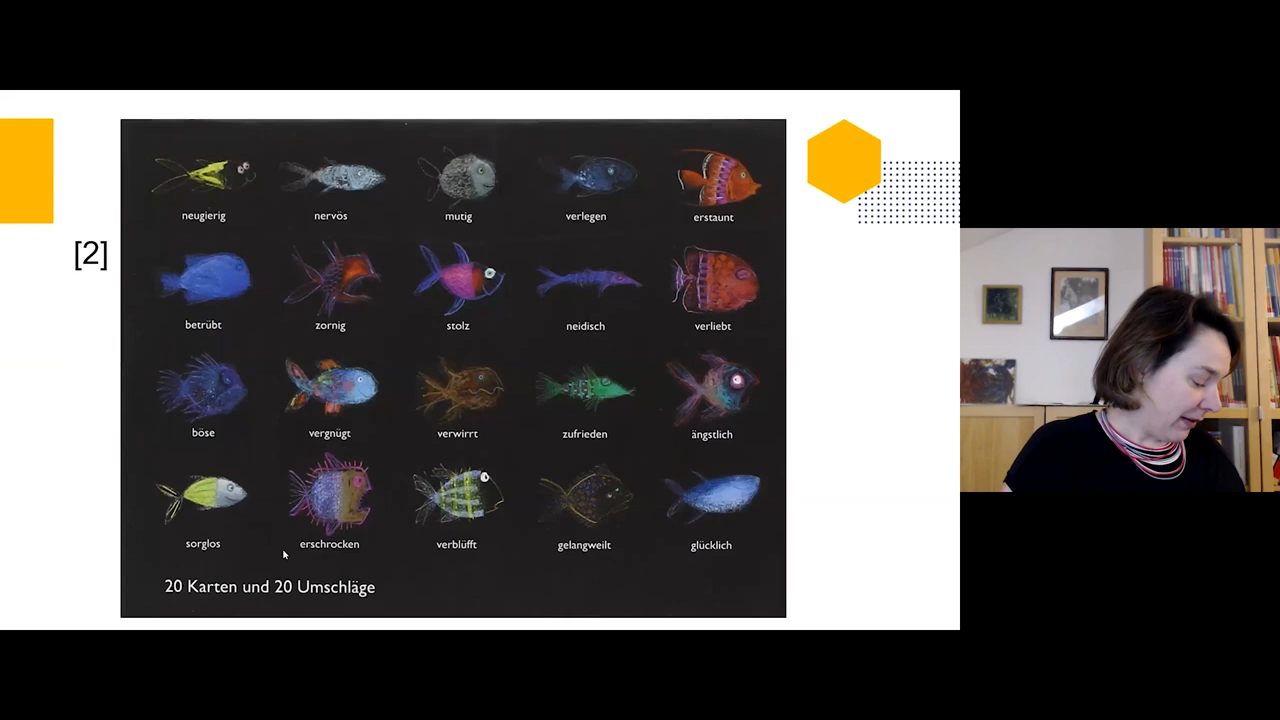 neugierig nervös mutig verlegen erstaunt
[2]
betrübt zornig stolz neidisch verliebt
böse vergnügt verwirrt zufrieden ängstlich
sorglos erschrocken verblüfft gelangweilt glücklich
20 Karten und 20 Umschläge